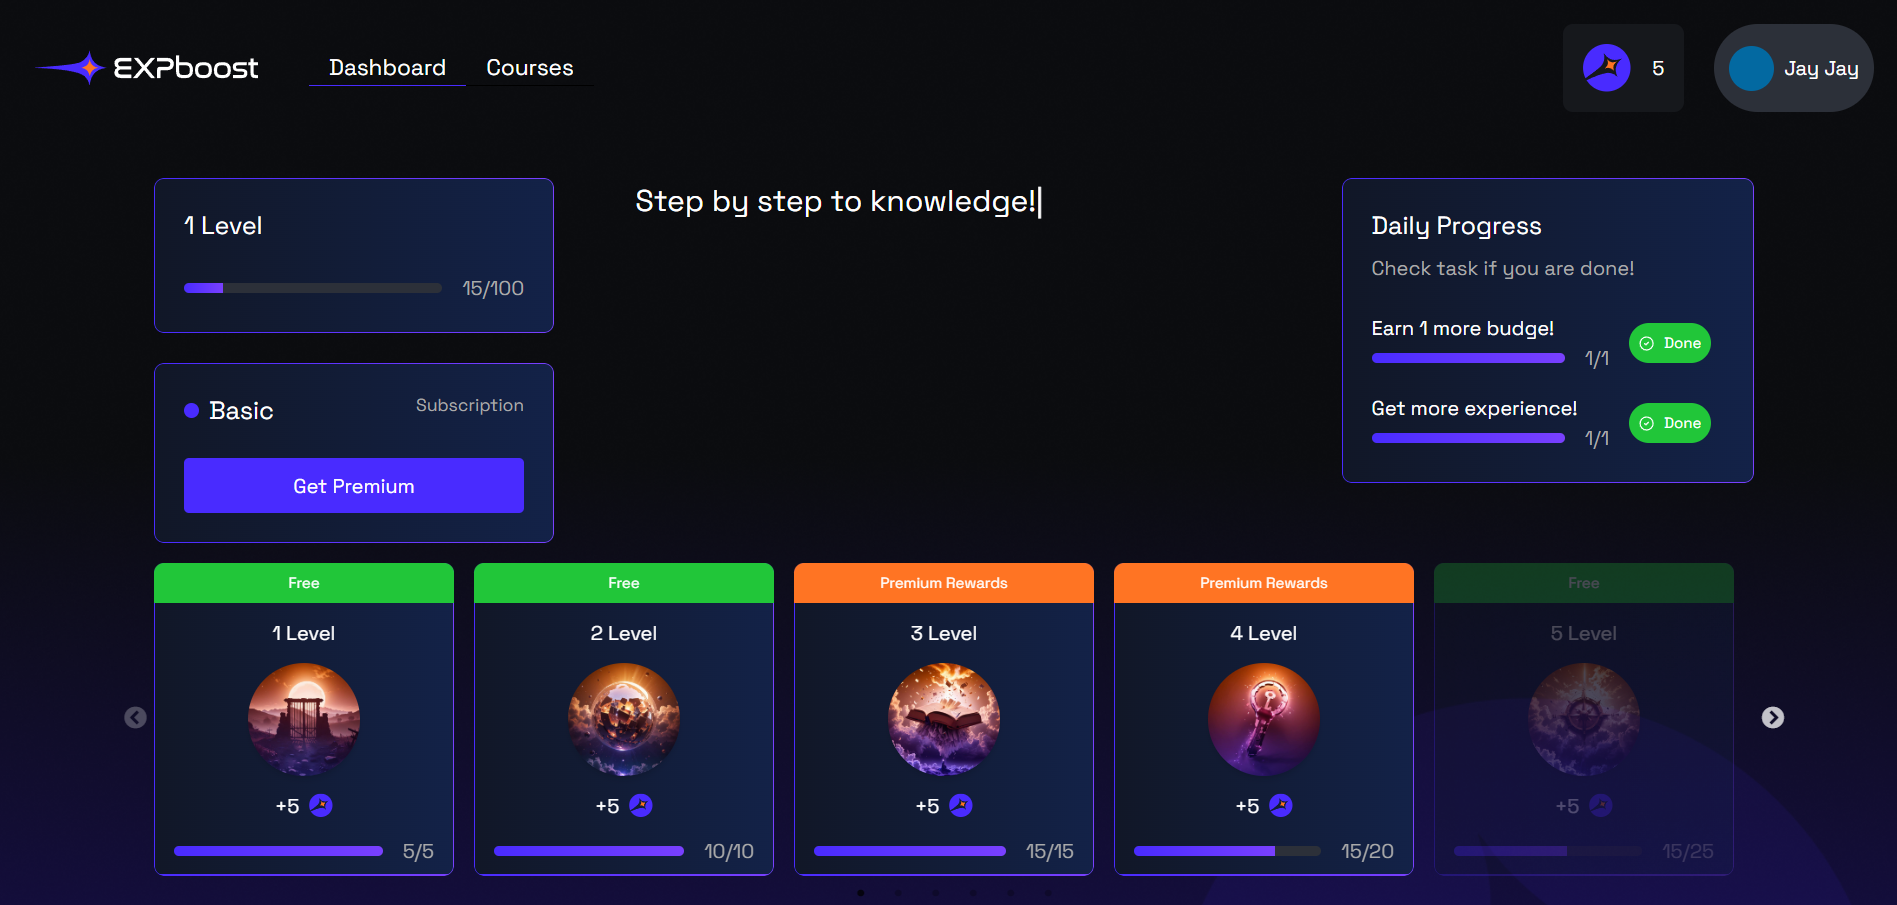 EXPboost
Dashboard
Courses
5
Jay Jay
1 Level
15/100
Step by step to knowledge!
Daily Progress
Check task if you are done!
Earn 1 more budge!
1/1
Done
Get more experience!
1/1
Done
Basic
Subscription
Get Premium
Free
1 Level
+5
5/5
Free
2 Level
+5
10/10
Premium Rewards
3 Level
+5
15/15
Premium Rewards
4 Level
+5
15/20
Free
5 Level
+5
15/25